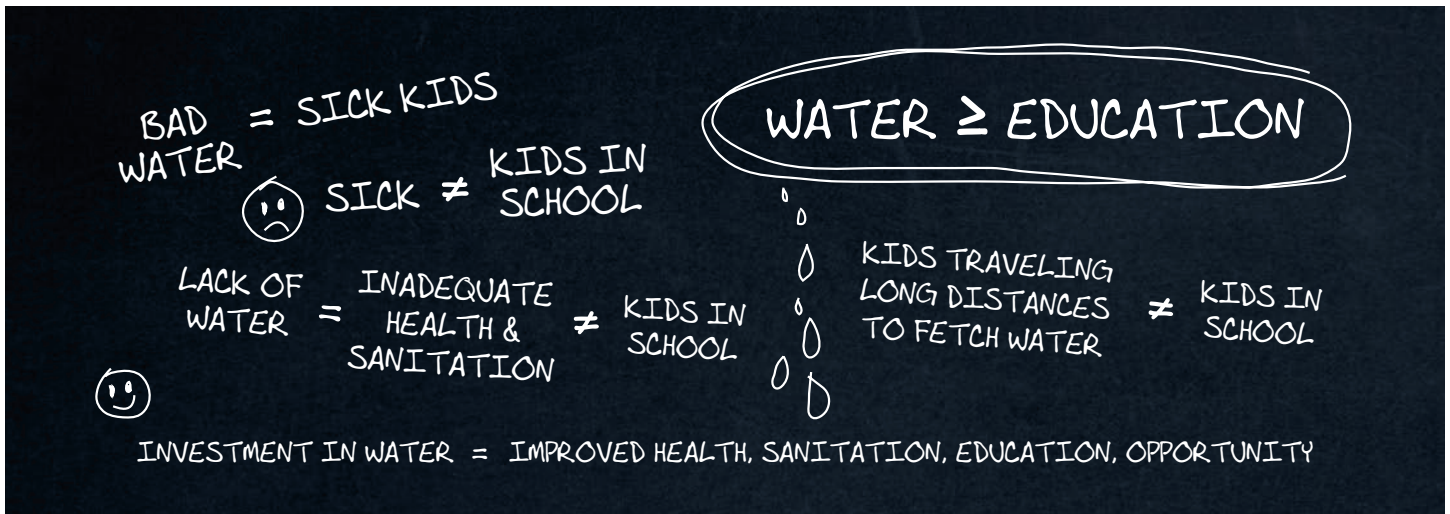 BAD WATER = SICK KIDS
SICK ≠ KIDS IN SCHOOL
WATER ≥ EDUCATION
LACK OF WATER = INADEQUATE HEALTH & SANITATION ≠ KIDS IN SCHOOL
KIDS TRAVELING LONG DISTANCES TO FETCH WATER ≠ KIDS IN SCHOOL
INVESTMENT IN WATER = IMPROVED HEALTH, SANITATION, EDUCATION, OPPORTUNITY